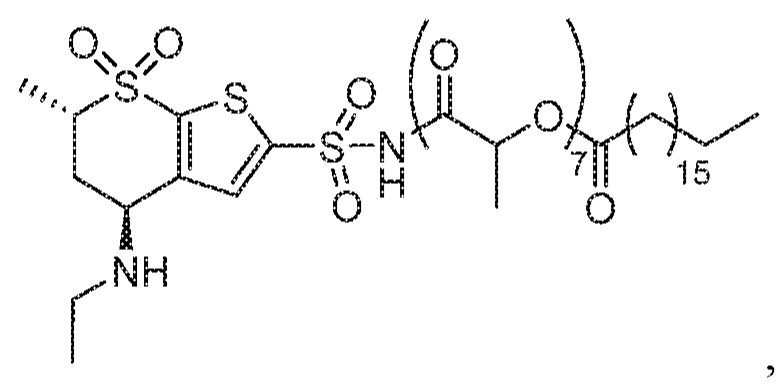 O O O
S S O O
O S N 7 15
O H O
NH
,